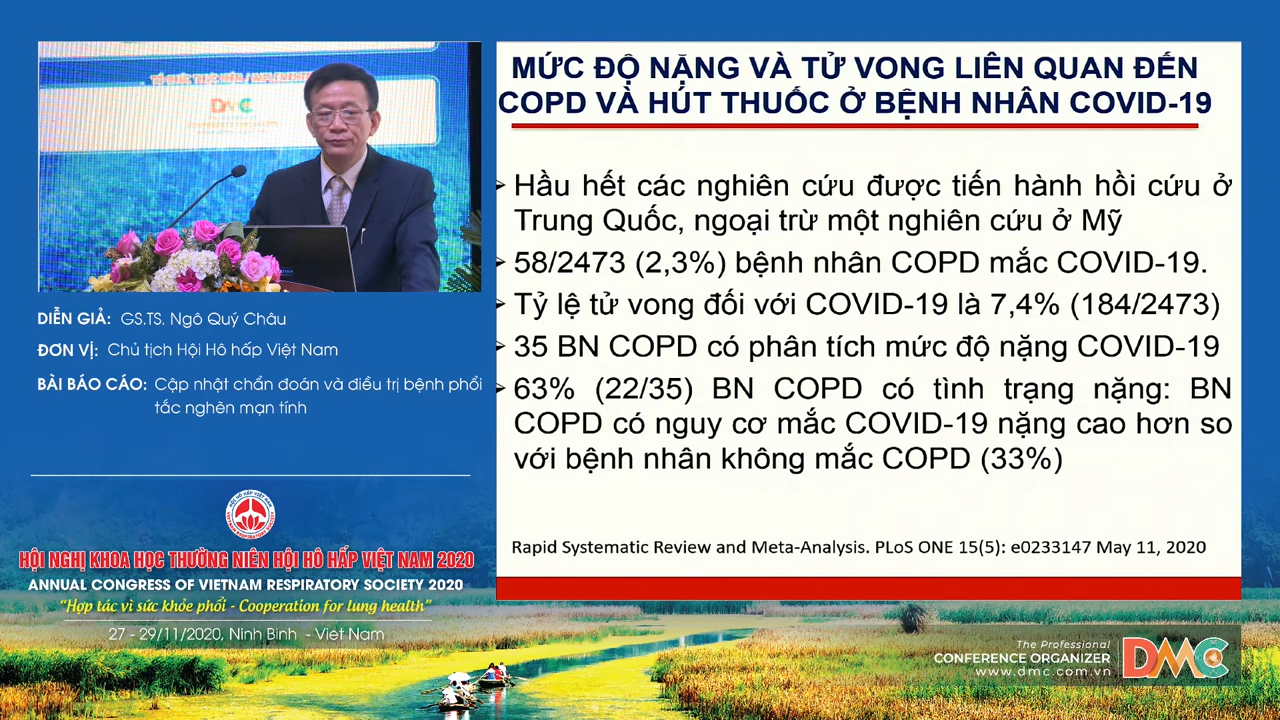 DMC
DIỄN GIẢ: GS.TS. Ngô Quý Châu
ĐƠN VỊ: Chủ tịch Hội Hô hấp Việt Nam
BÀI BÁO CÁO: Cập nhật chẩn đoán và điều trị bệnh phổi
tắc nghẽn mạn tính
HỘI HÔ HẤP VIỆT NAM
VIETNAM RESPIRATORY SOCIETY
HỘI NGHỊ KHOA HỌC THƯỜNG NIÊN HỘI HÔ HẤP VIỆT NAM 2020
ANNUAL CONGRESS OF VIETNAM RESPIRATORY SOCIETY 2020
“Hợp tác vì sức khỏe phổi - Cooperation for lung health”
27 - 29/11/2020, Ninh Bình - Việt Nam
MỨC ĐỘ NẶNG VÀ TỬ VONG LIÊN QUAN ĐẾN
COPD VÀ HÚT THUỐC Ở BỆNH NHÂN COVID-19
Hầu hết các nghiên cứu được tiến hành hồi cứu ở
Trung Quốc, ngoại trừ một nghiên cứu ở Mỹ
58/2473 (2,3%) bệnh nhân COPD mắc COVID-19.
Tỷ lệ tử vong đối với COVID-19 là 7,4% (184/2473)
35 BN COPD có phân tích mức độ nặng COVID-19
63% (22/35) BN COPD có tình trạng nặng: BN
COPD có nguy cơ mắc COVID-19 nặng cao hơn so
với bệnh nhân không mắc COPD (33%)
Rapid Systematic Review and Meta-Analysis. PLoS ONE 15(5): e0233147 May 11, 2020
The Professional
CONFERENCE ORGANIZER
www.dmc.com.vn
DMC